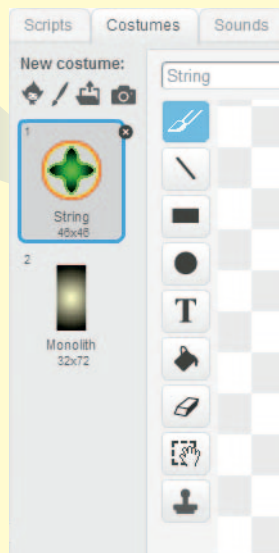 Scripts Costumes Sounds
New costume:
String
1
String
46x46
2
Monolith
32x72
T